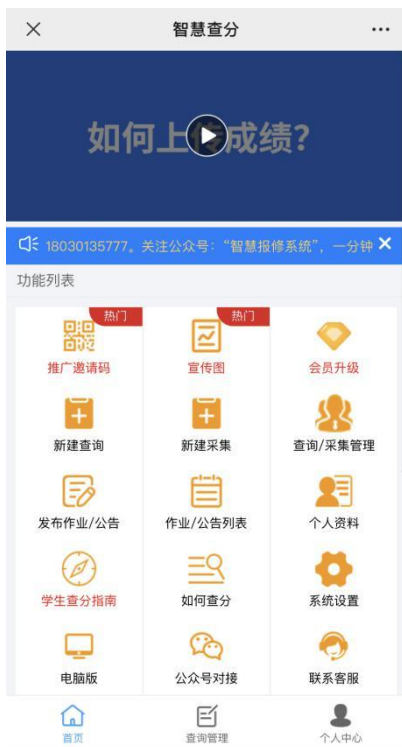 智慧查分
如何上传成绩?
18030135777。关注公众号:“智慧报修系统”,一分钟
功能列表
热门
热门
推广邀请码
宣传图
会员升级
新建查询
新建采集
查询/采集管理
发布作业/公告
作业/公告列表
个人资料
学生查分指南
如何查分
系统设置
电脑版
公众号对接
联系客服
首页
查询管理
个人中心